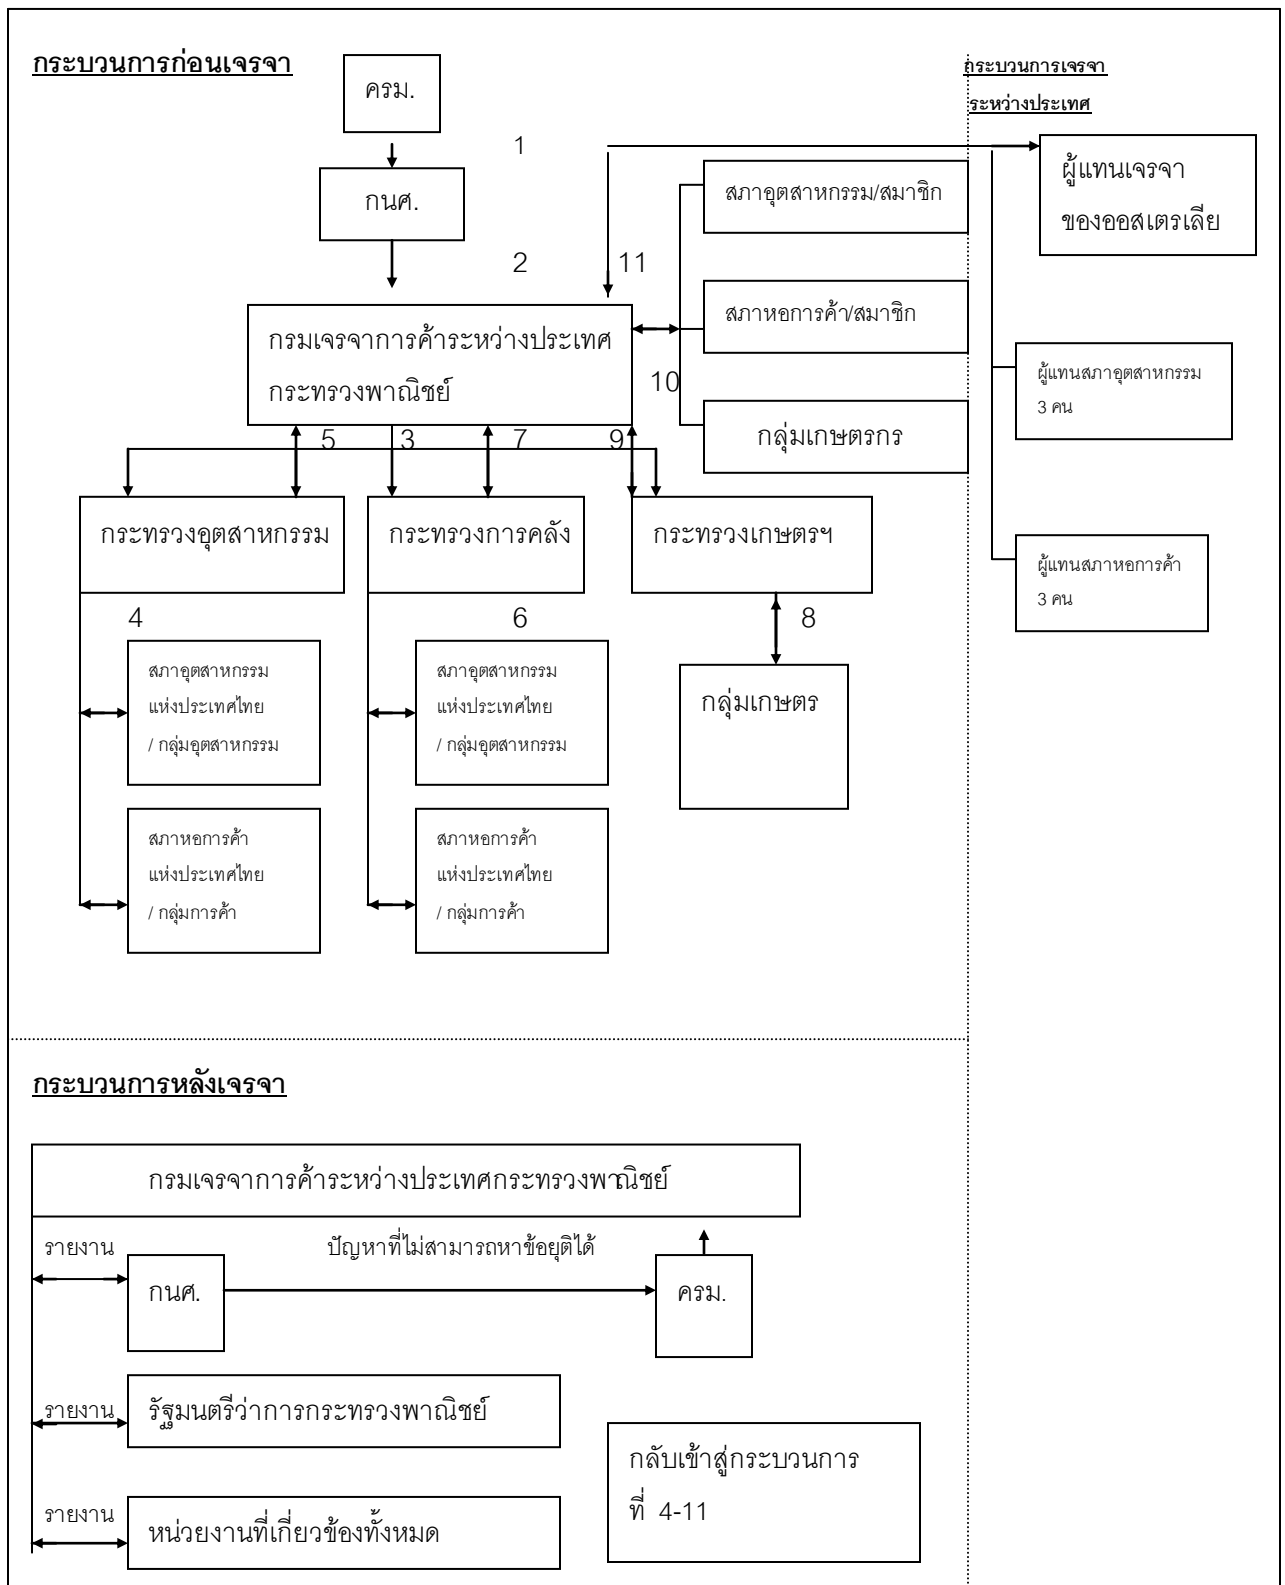 กระบวนการก่อนเจรจา
กระบวนการเจรจา
ระหว่างประเทศ
ครม.
1
กนศ.
สภาอุตสาหกรรม/สมาชิก
ผู้แทนเจรจา
ของออสเตรเลีย
2
11
สภาหอการค้า/สมาชิก
กรมเจรจาการค้าระหว่างประเทศ
กระทรวงพาณิชย์
10
ผู้แทนสภาอุตสาหกรรม
3 คน
กลุ่มเกษตรกร
5
3
7
9
กระทรวงอุตสาหกรรม
กระทรวงการคลัง
กระทรวงเกษตรฯ
ผู้แทนสภาหอการค้า
3 คน
4
6
8
สภาอุตสาหกรรม
แห่งประเทศไทย
/ กลุ่มอุตสาหกรรม
สภาอุตสาหกรรม
แห่งประเทศไทย
/ กลุ่มอุตสาหกรรม
กลุ่มเกษตร
สภาหอการค้า
แห่งประเทศไทย
/ กลุ่มการค้า
สภาหอการค้า
แห่งประเทศไทย
/ กลุ่มการค้า
กระบวนการหลังเจรจา
กรมเจรจาการค้าระหว่างประเทศกระทรวงพาณิชย์
รายงาน
ปัญหาที่ไม่สามารถหาข้อยุติได้
กนศ.
ครม.
รายงาน
รัฐมนตรีว่าการกระทรวงพาณิชย์
กลับเข้าสู่กระบวนการ
ที่ 4-11
รายงาน
หน่วยงานที่เกี่ยวข้องทั้งหมด